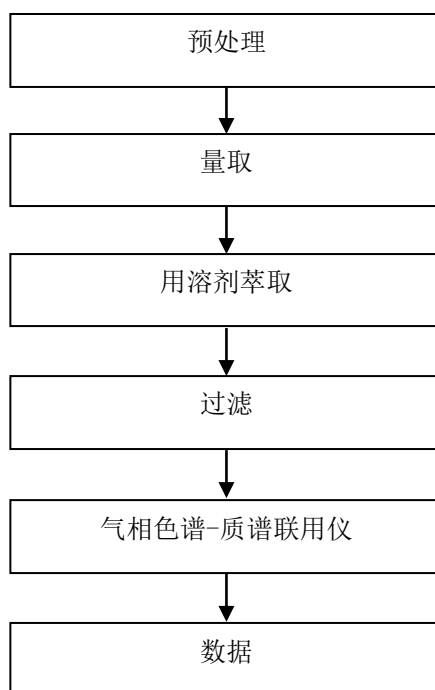 预处理
量取
用溶剂萃取
过滤
气相色谱-质谱联用仪
数据